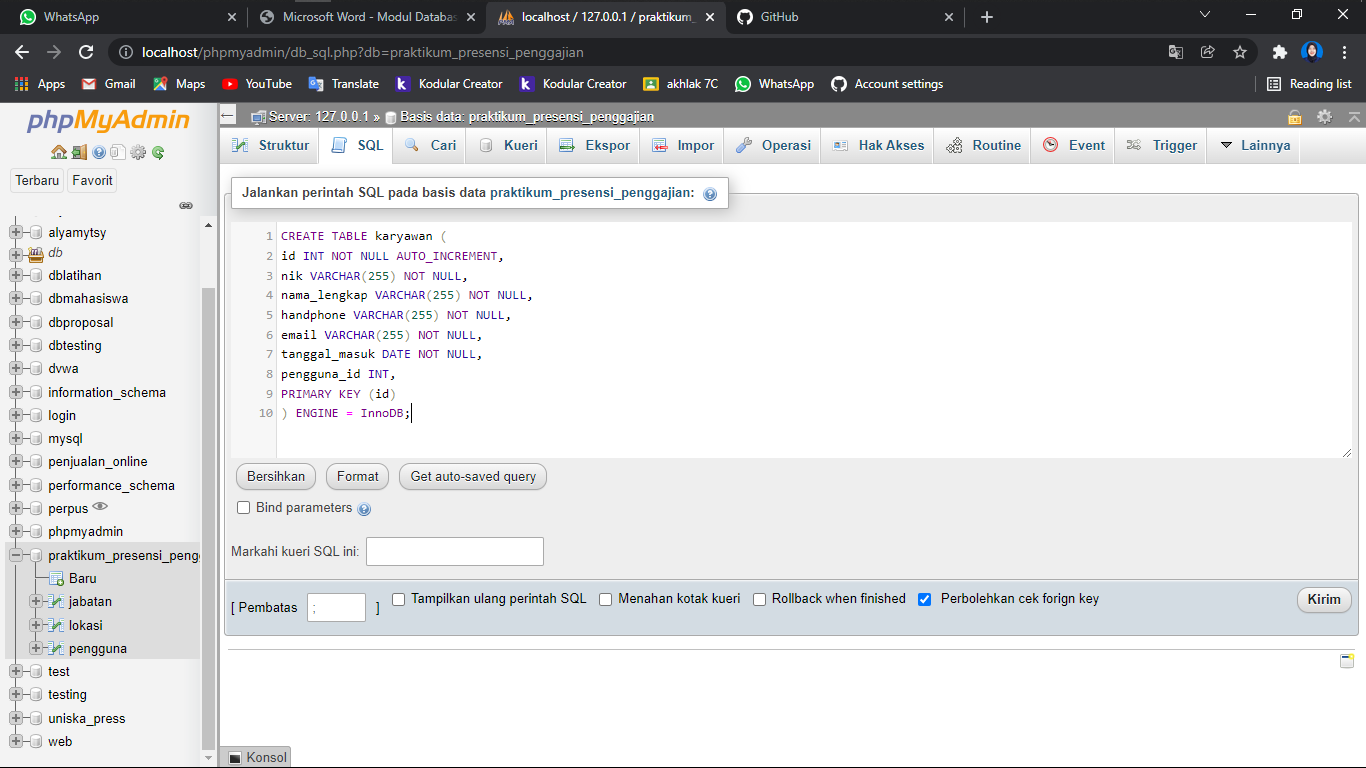 WhatsApp
Microsoft Word - Modul Databas
localhost / 127.0.0.1 / praktikum_
GitHub
localhost/phpmyadmin/db_sql.php?db=praktikum_presensi_penggajian
Apps
Gmail
Maps
YouTube
Translate
Kodular Creator
Kodular Creator
akhlak 7C
WhatsApp
Account settings
Reading list
phpMyAdmin
Terbaru
Favorit
alyamytsy
db
dblatihan
dbmahasiswa
dbproposal
dbtesting
dvwa
information_schema
login
mysql
penjualan_online
performance_schema
perpus
phpmyadmin
praktikum_presensi_peng
Baru
jabatan
lokasi
pengguna
test
testing
uniska_press
web
Server: 127.0.0.1 » Basis data: praktikum_presensi_penggajian
Struktur
SQL
Cari
Kueri
Ekspor
Impor
Operasi
Hak Akses
Routine
Event
Trigger
Lainnya
Jalankan perintah SQL pada basis data praktikum_presensi_penggajian:
1 CREATE TABLE karyawan (
2 id INT NOT NULL AUTO_INCREMENT,
3 nik VARCHAR(255) NOT NULL,
4 nama_lengkap VARCHAR(255) NOT NULL,
5 handphone VARCHAR(255) NOT NULL,
6 email VARCHAR(255) NOT NULL,
7 tanggal_masuk DATE NOT NULL,
8 pengguna_id INT,
9 PRIMARY KEY (id)
10 ) ENGINE = InnoDB;
Bersihkan
Format
Get auto-saved query
Bind parameters
Markahi kueri SQL ini:
[ Pembatas ; ]
Tampilkan ulang perintah SQL
Menahan kotak kueri
Rollback when finished
Perbolehkan cek forign key
Kirim
Konsol